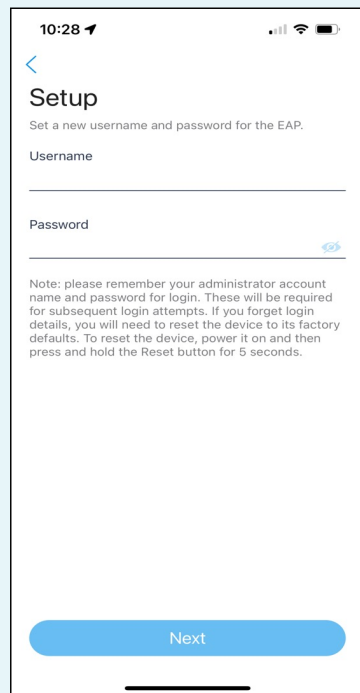 10:28
Setup
Set a new username and password for the EAP.
Username
Password
Note: please remember your administrator account
name and password for login. These will be required
for subsequent login attempts. If you forget login
details, you will need to reset the device to its factory
defaults. To reset the device, power it on and then
press and hold the Reset button for 5 seconds.
Next